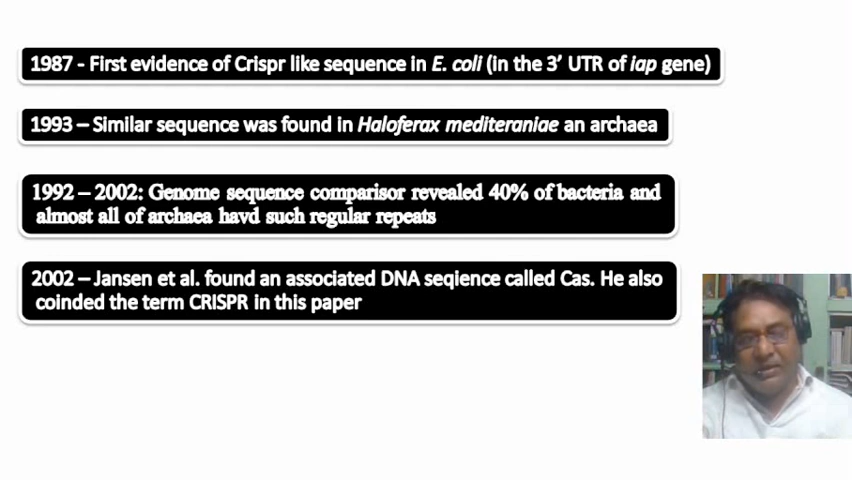 1987 - First evidence of Crispr like sequence in E. coli (in the 3’ UTR of iap gene)
1993 – Similar sequence was found in Haloferax mediteraniae an archaea
1992 – 2002: Genome sequence comparisor revealed 40% of bacteria and
almost all of archaea havd such regular repeats
2002 – Jansen et al. found an associated DNA seqience called Cas. He also
coinded the term CRISPR in this paper